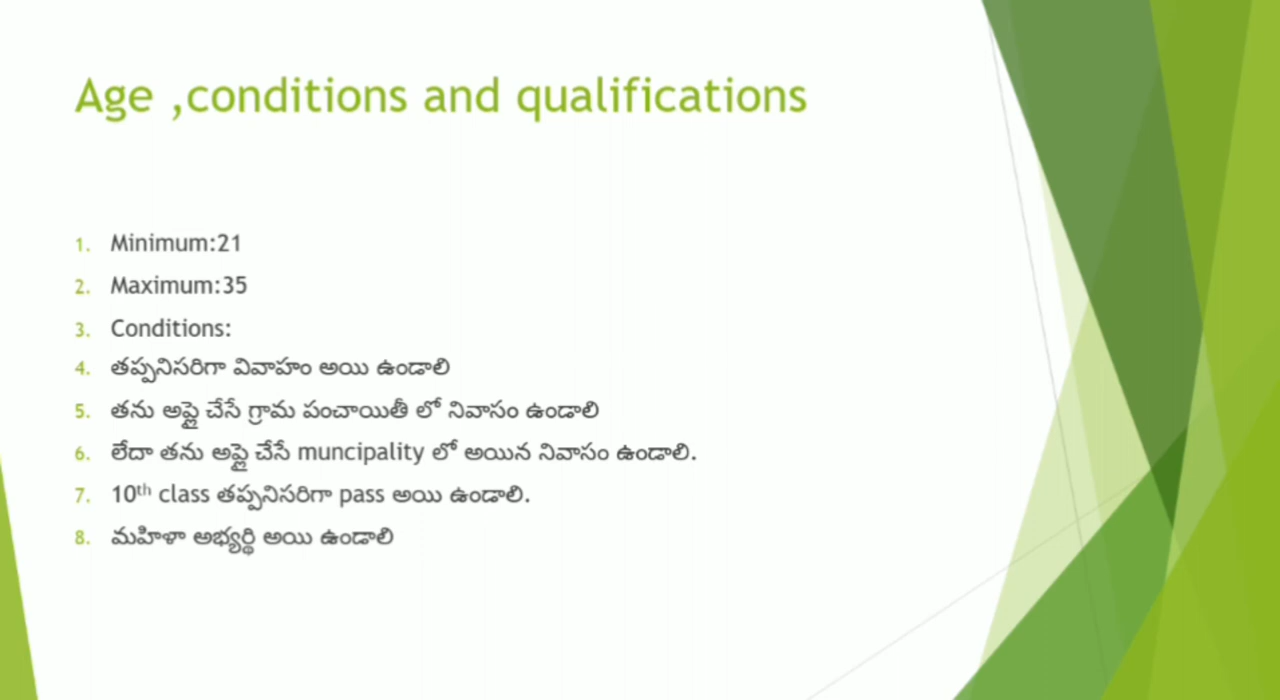 Age ,conditions and qualifications
1. Minimum:21
2. Maximum:35
3. Conditions:
4. తప్పనిసరిగా వివాహం అయి ఉండాలి
5. తను అప్లై చేసే గ్రామ పంచాయితీ లో నివాసం ఉండాలి
6. లేదా తను అప్లై చేసే muncipality లో అయిన నివాసం ఉండాలి.
7. 10th class తప్పనిసరిగా pass అయి ఉండాలి.
8. మహిళా అభ్యర్థి అయి ఉండాలి